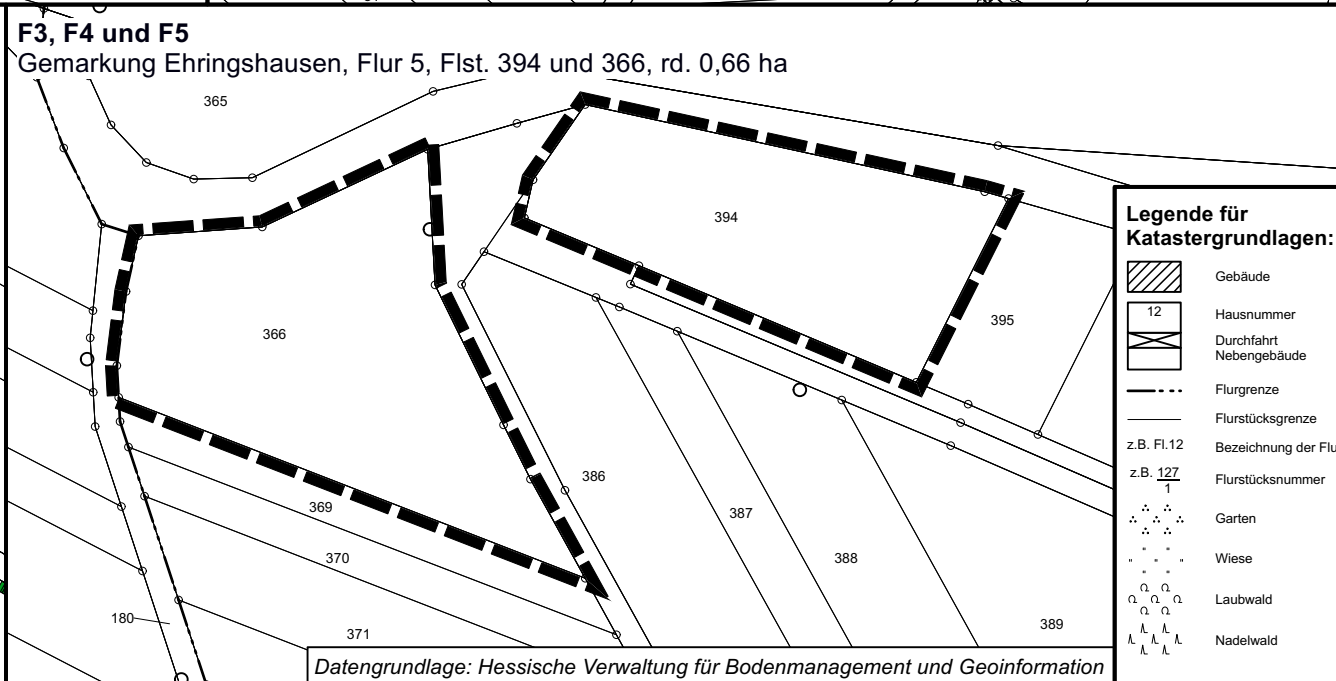 F3, F4 und F5
Gemarkung Ehringshausen, Flur 5, Flst. 394 und 366, rd. 0,66 ha
365
394
366
395
386
369
387
370
388
180
371
389
Datengrundlage: Hessische Verwaltung für Bodenmanagement und Geoinformation
Legende für
Katastergrundlagen:
Gebäude
12 Hausnummer
Durchfahrt
Nebengebäude
Flurgrenze
Flurstücksgrenze
z.B. Fl.12 Bezeichnung der Flu
z.B. 127/1 Flurstücksnummer
Garten
Wiese
Laubwald
Nadelwald